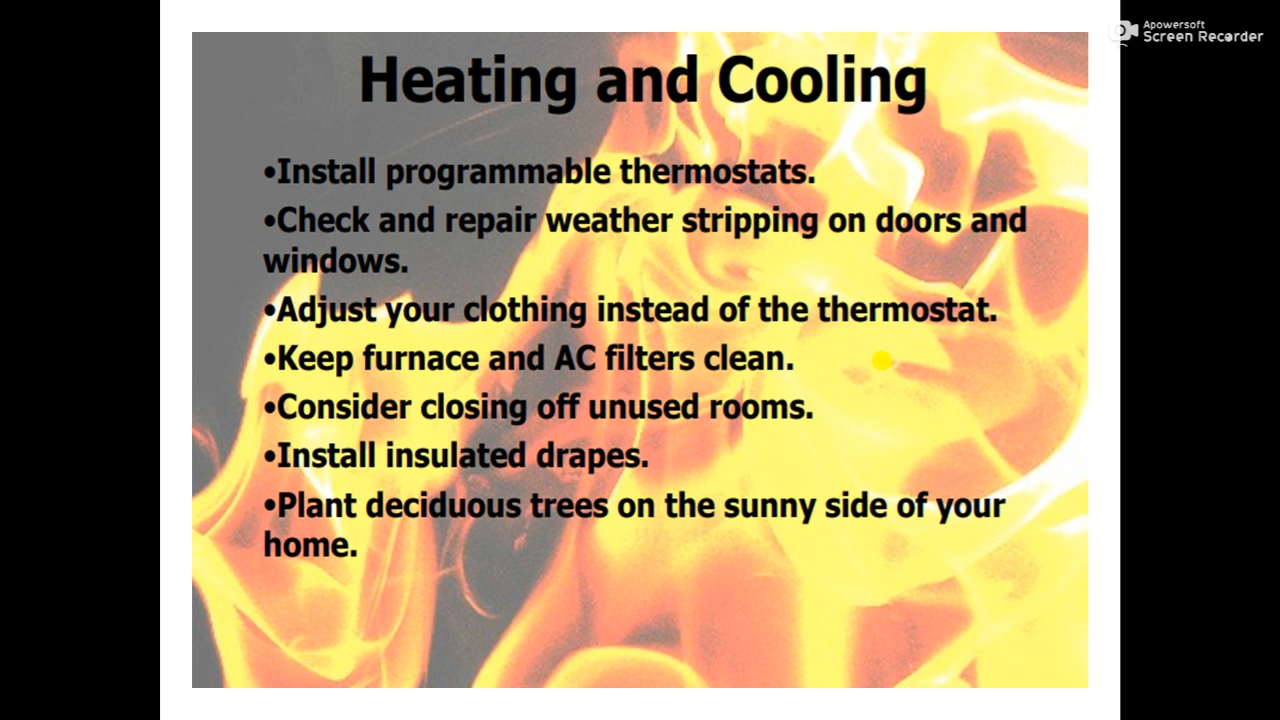 Apowersoft
Screen Recorder
Heating and Cooling
•Install programmable thermostats.
•Check and repair weather stripping on doors and
windows.
•Adjust your clothing instead of the thermostat.
•Keep furnace and AC filters clean.
•Consider closing off unused rooms.
•Install insulated drapes.
•Plant deciduous trees on the sunny side of your
home.